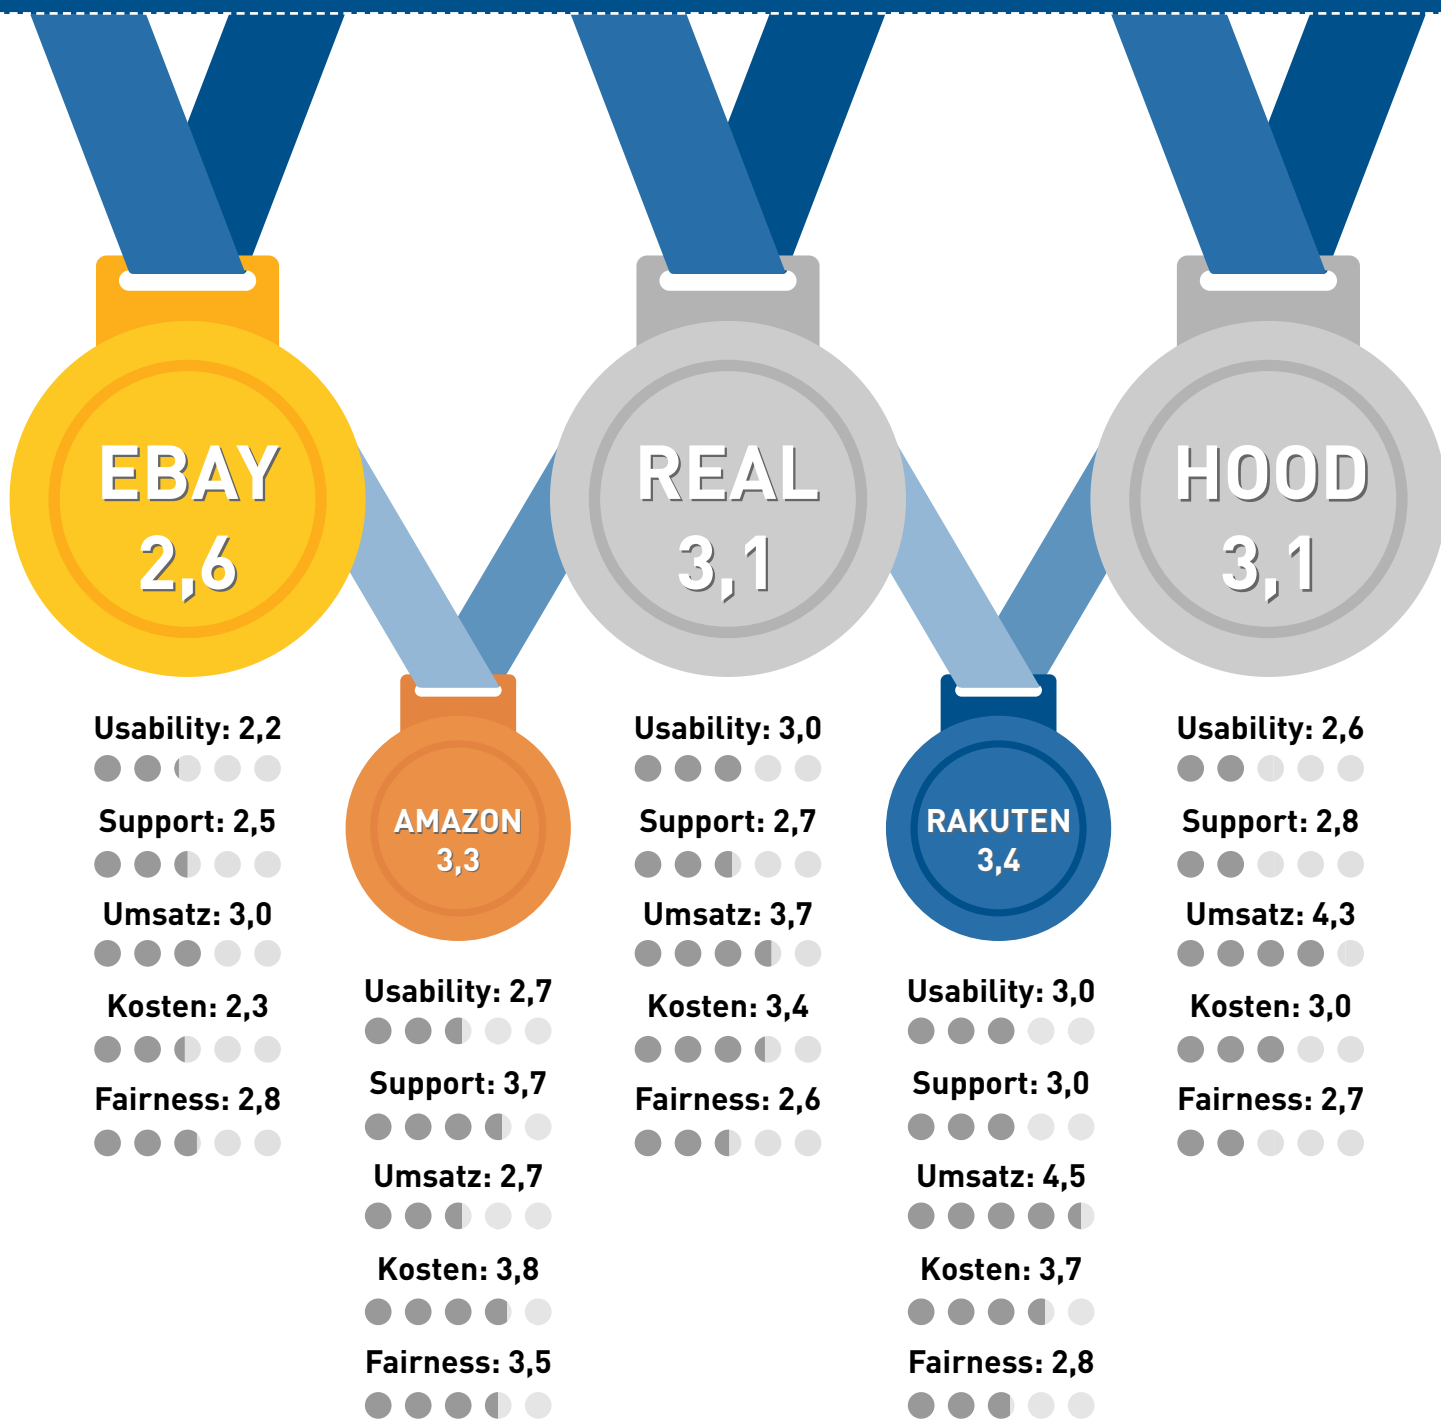 EBAY
2,6
Usability: 2,2
Support: 2,5
Umsatz: 3,0
Kosten: 2,3
Fairness: 2,8
AMAZON
3,3
Usability: 2,7
Support: 3,7
Umsatz: 2,7
Kosten: 3,8
Fairness: 3,5
REAL
3,1
Usability: 3,0
Support: 2,7
Umsatz: 3,7
Kosten: 3,4
Fairness: 2,6
RAKUTEN
3,4
Usability: 3,0
Support: 3,0
Umsatz: 4,5
Kosten: 3,7
Fairness: 2,8
HOOD
3,1
Usability: 2,6
Support: 2,8
Umsatz: 4,3
Kosten: 3,0
Fairness: 2,7